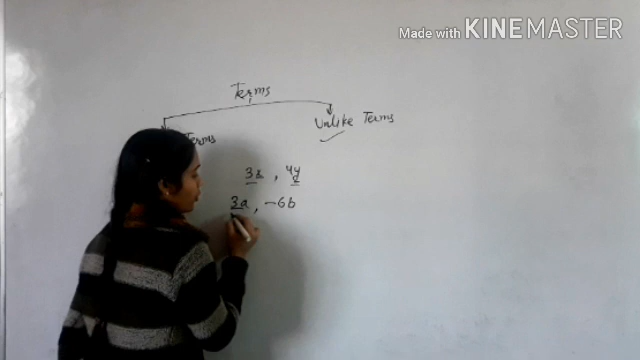 Made with KINEMASTER
Terms
Unlike Terms
Terms
3x , 4y
3a , -6b